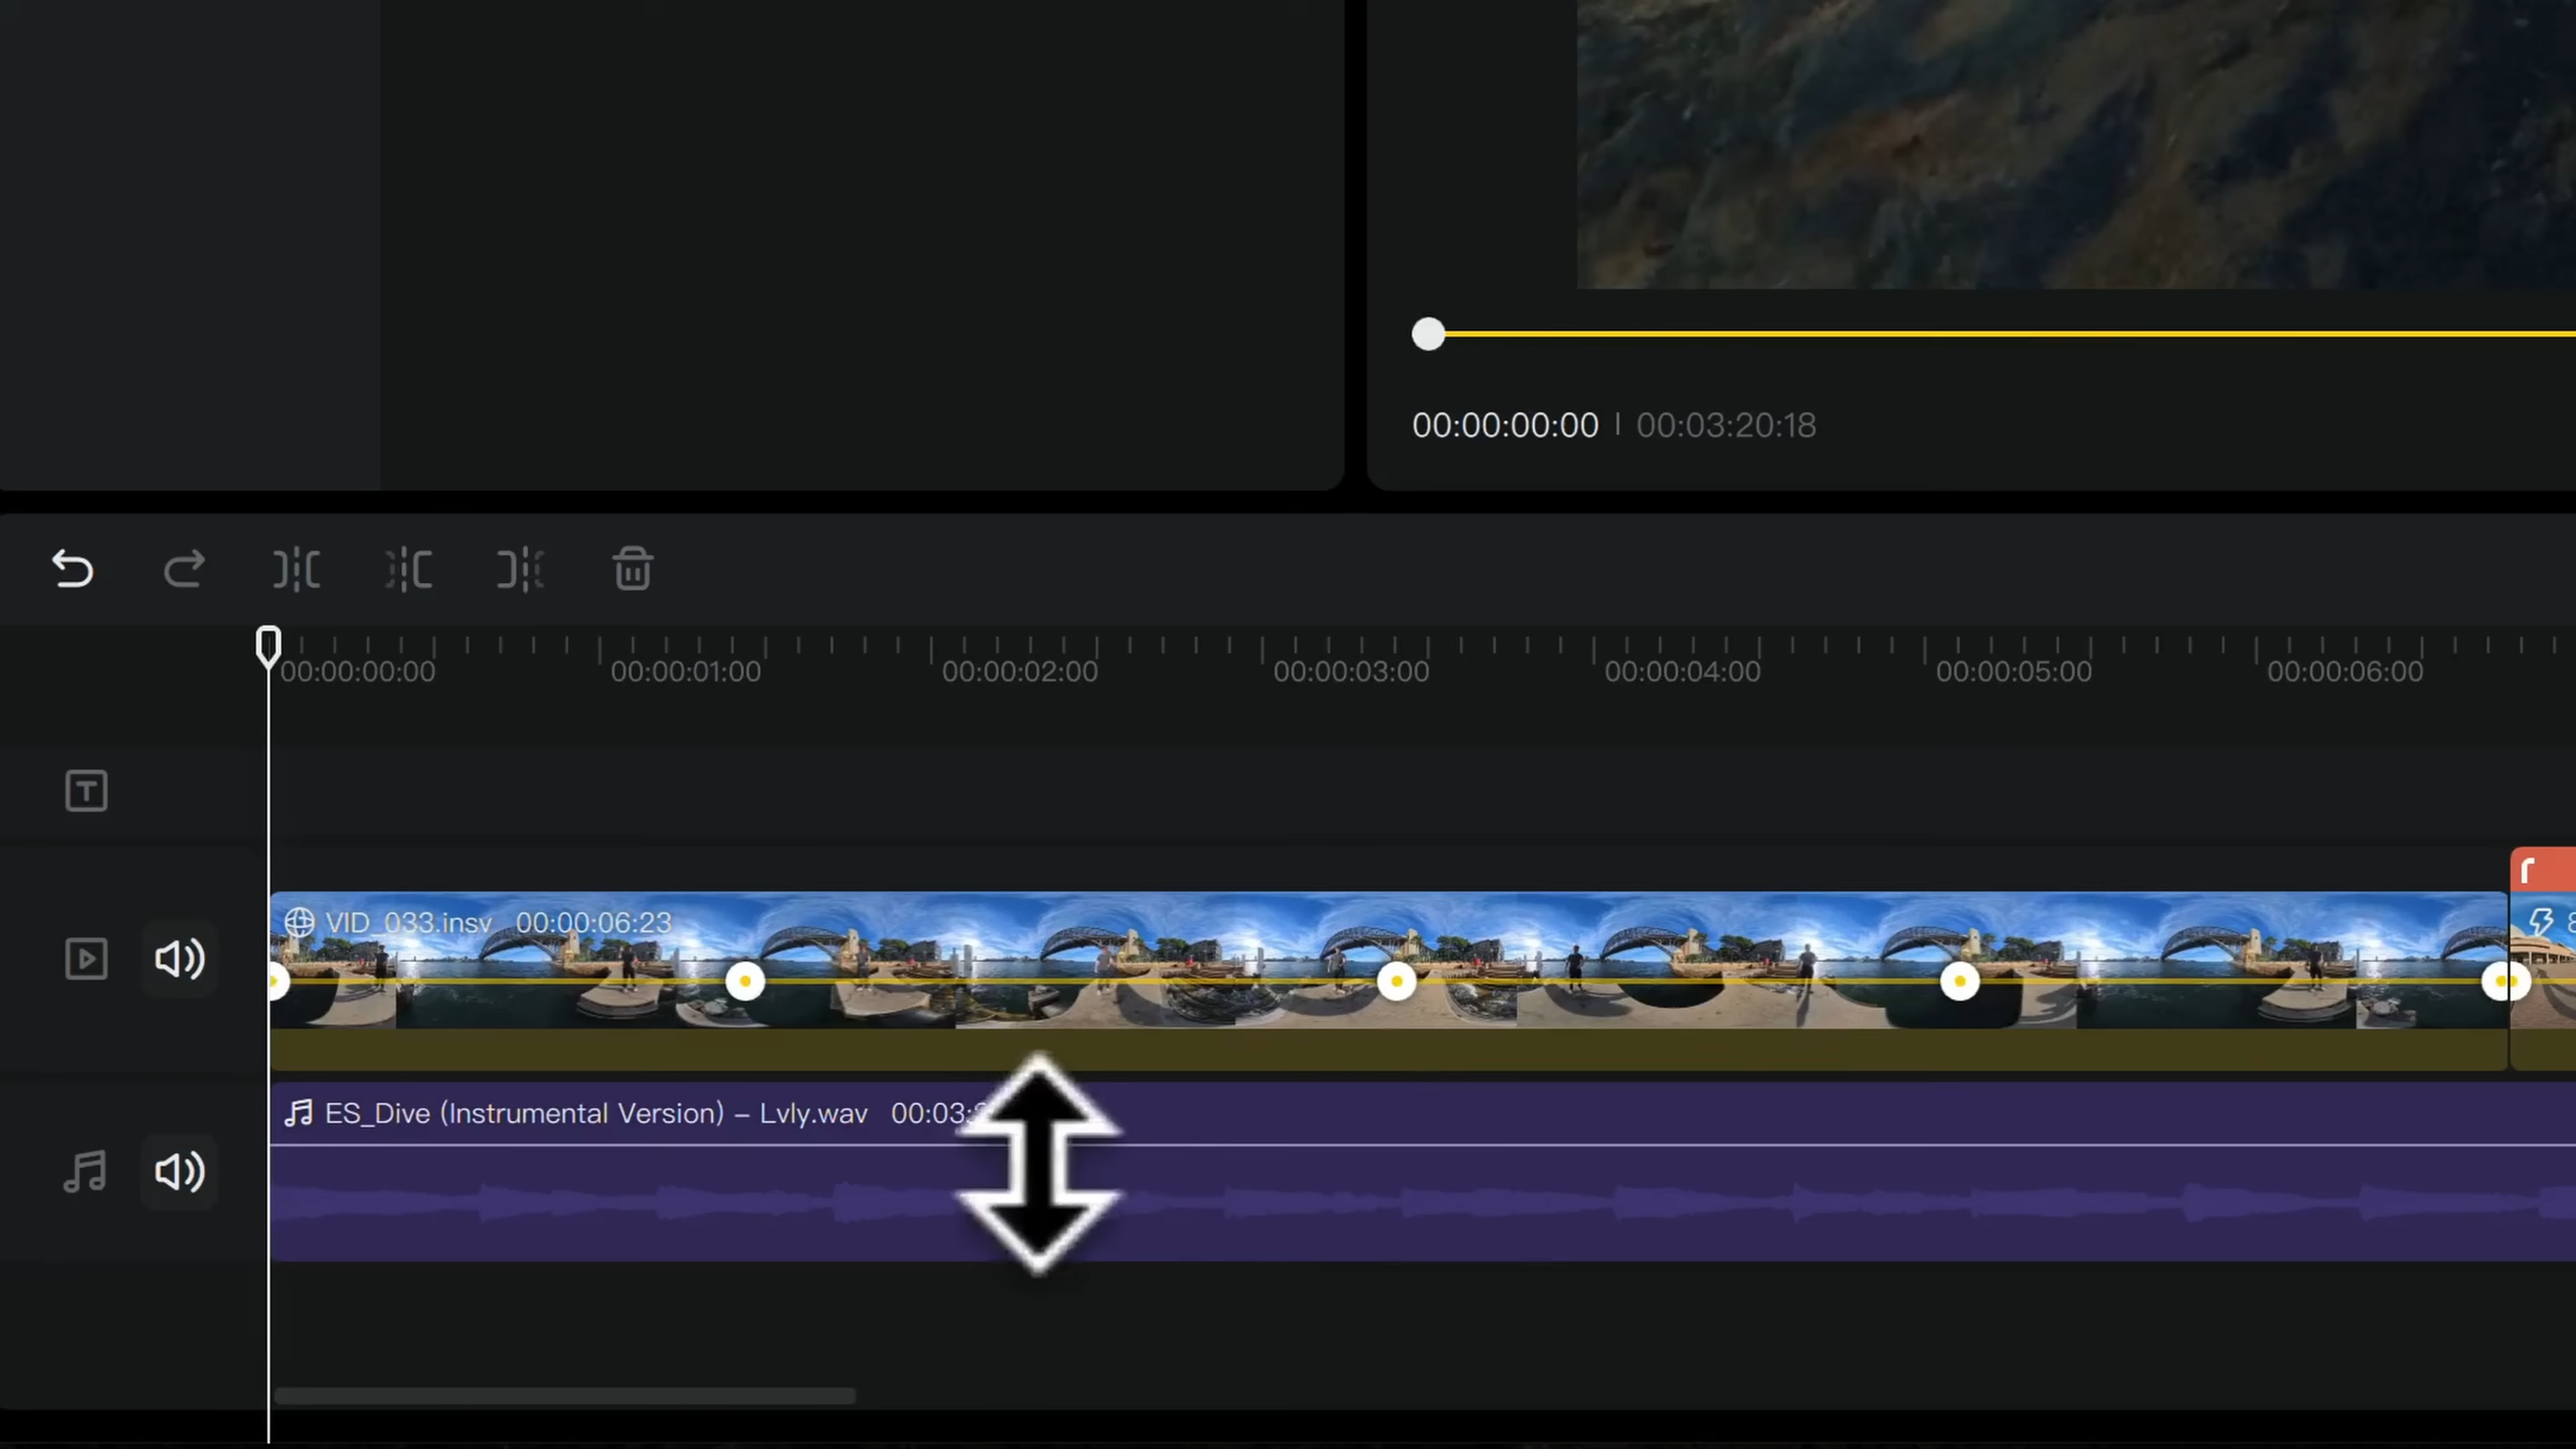 00:00:00:00 | 00:03:20:18
00:00:00:00 00:00:01:00 00:00:02:00 00:00:03:00 00:00:04:00 00:00:05:00 00:00:06:00
VID_033.insv 00:00:06:23
8
ES_Dive (Instrumental Version) – Lvly.wav 00:03: